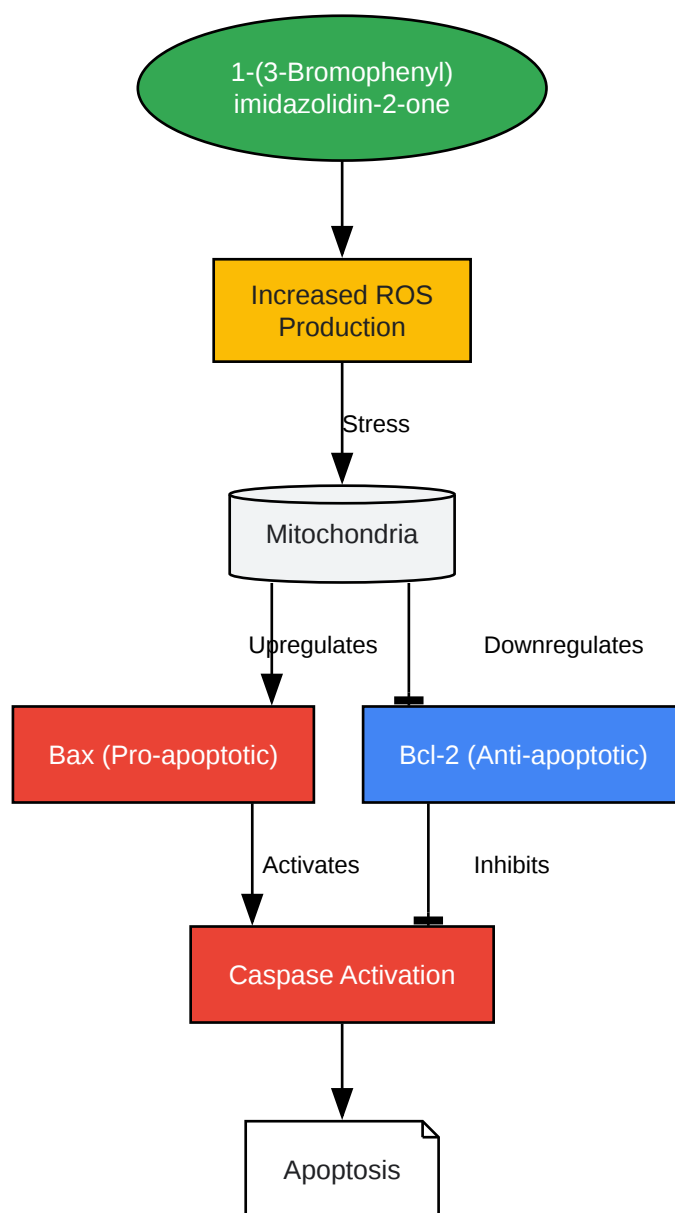 1-(3-Bromophenyl)
imidazolidin-2-one
Increased ROS
Production
Stress
Mitochondria
Upregulates
Downregulates
Bax (Pro-apoptotic)
Bcl-2 (Anti-apoptotic)
Activates
Inhibits
Caspase Activation
Apoptosis